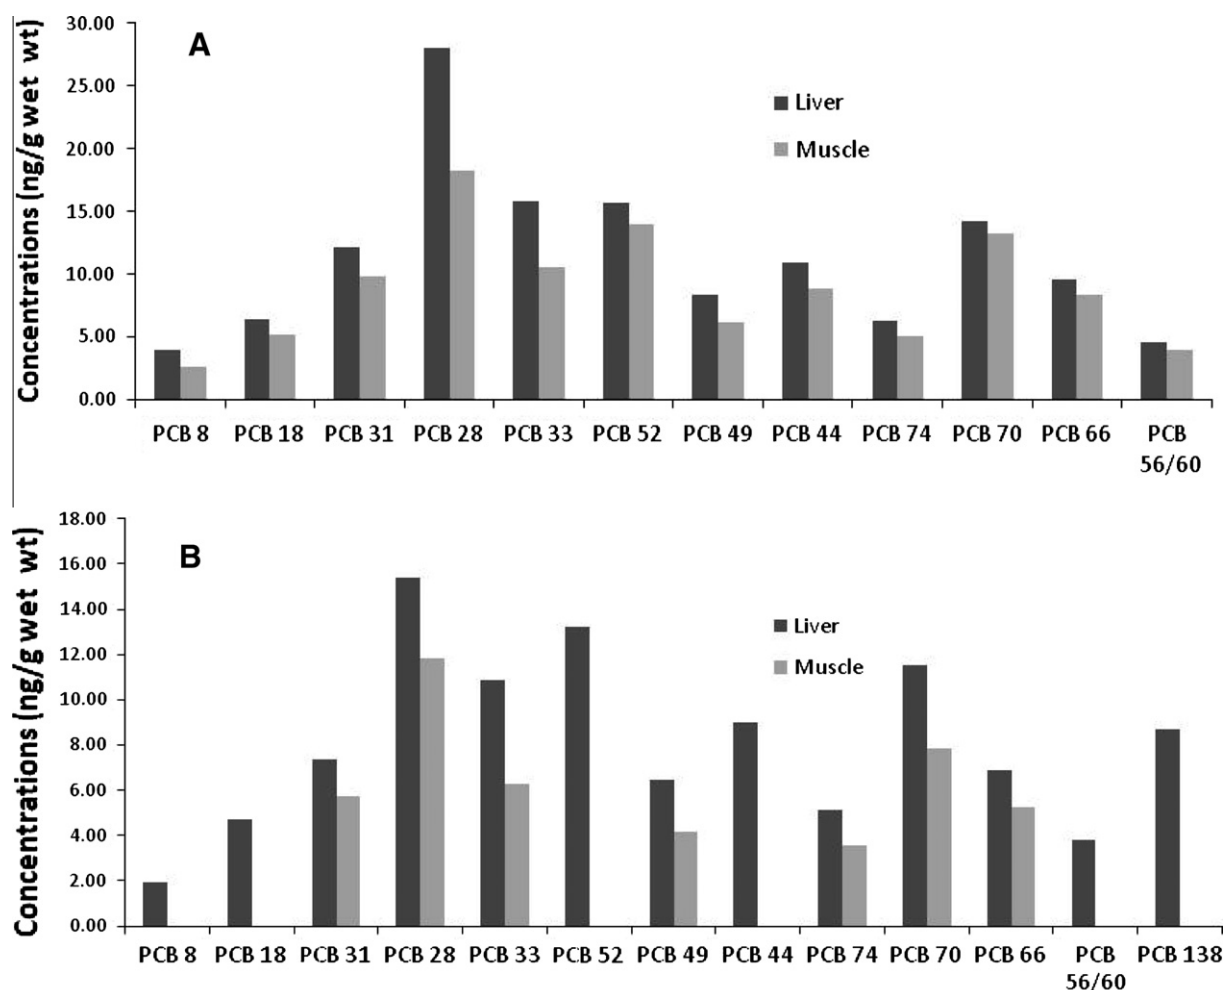 A
Concentrations (ng/g wet wt)
30.00
25.00
20.00
15.00
10.00
5.00
0.00
Liver
Muscle
PCB 8 PCB 18 PCB 31 PCB 28 PCB 33 PCB 52 PCB 49 PCB 44 PCB 74 PCB 70 PCB 66 PCB
56/60
B
Concentrations (ng/g wet wt)
18.00
16.00
14.00
12.00
10.00
8.00
6.00
4.00
2.00
0.00
Liver
Muscle
PCB 8 PCB 18 PCB 31 PCB 28 PCB 33 PCB 52 PCB 49 PCB 44 PCB 74 PCB 70 PCB 66 PCB PCB 138
56/60